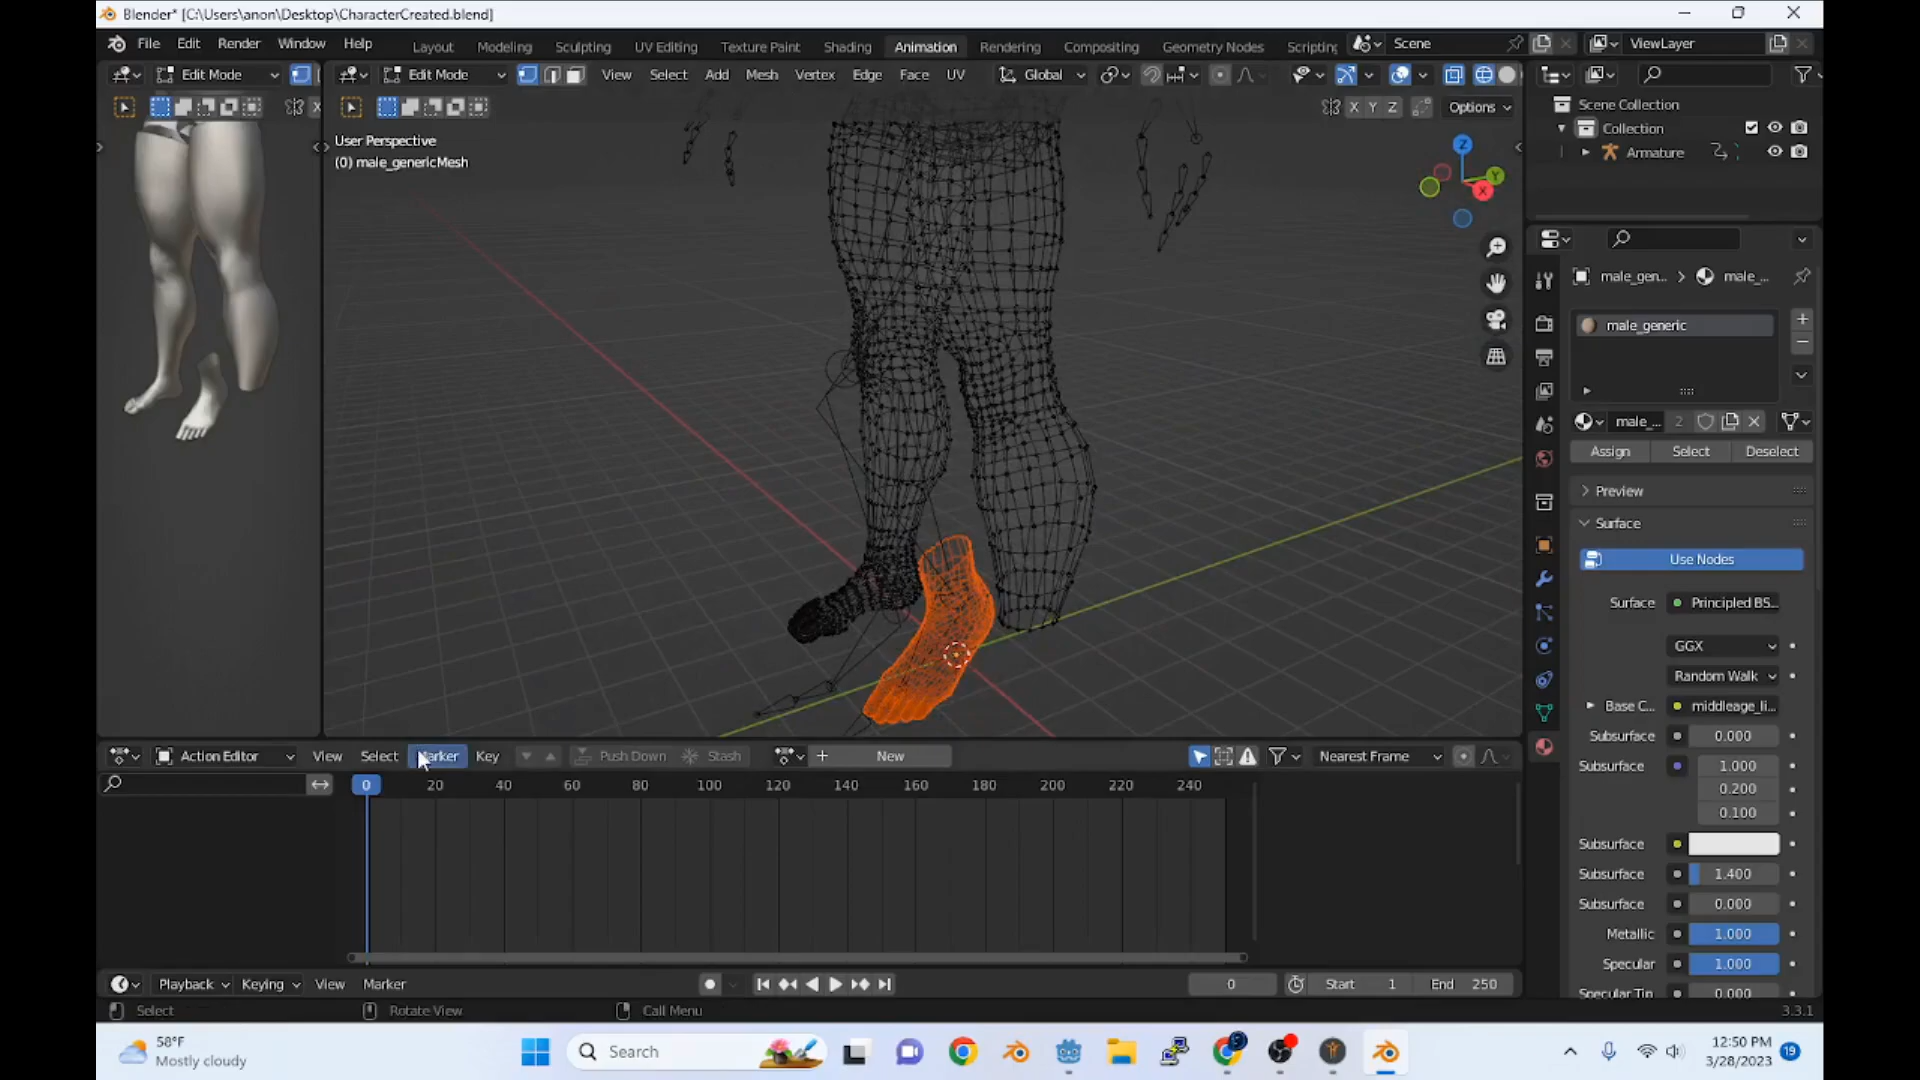 Blender* [C:\Users\anon\Desktop\CharacterCreated.blend]
File Edit Render Window Help Layout Modeling Sculpting UV Editing Texture Paint Shading Animation Rendering Compositing Geometry Nodes Scripting Scene ViewLayer
Edit Mode Edit Mode View Select Add Mesh Vertex Edge Face UV Global
X X Y Z Options
Scene Collection
Collection
Armature
User Perspective
(0) male_genericMesh
Z
Y
X
male_gen... male_...
male_generic
male_... 2
Assign Select Deselect
Preview
Surface
Use Nodes
Surface Principled BS...
GGX
Random Walk
Base C... middleage_li...
Subsurface 0.000
Subsurface 1.000
0.200
0.100
Subsurface
Subsurface 1.400
Subsurface 0.000
Metallic 1.000
Specular 1.000
Specular Tin 0.000
Action Editor View Select Marker Key Push Down Stash New Nearest Frame
0 20 40 60 80 100 120 140 160 180 200 220 240
Playback Keying View Marker 0 Start 1 End 250
Select Rotate View Call Menu 3.3.1
58°F
Mostly cloudy
Search
12:50 PM
3/28/2023
19